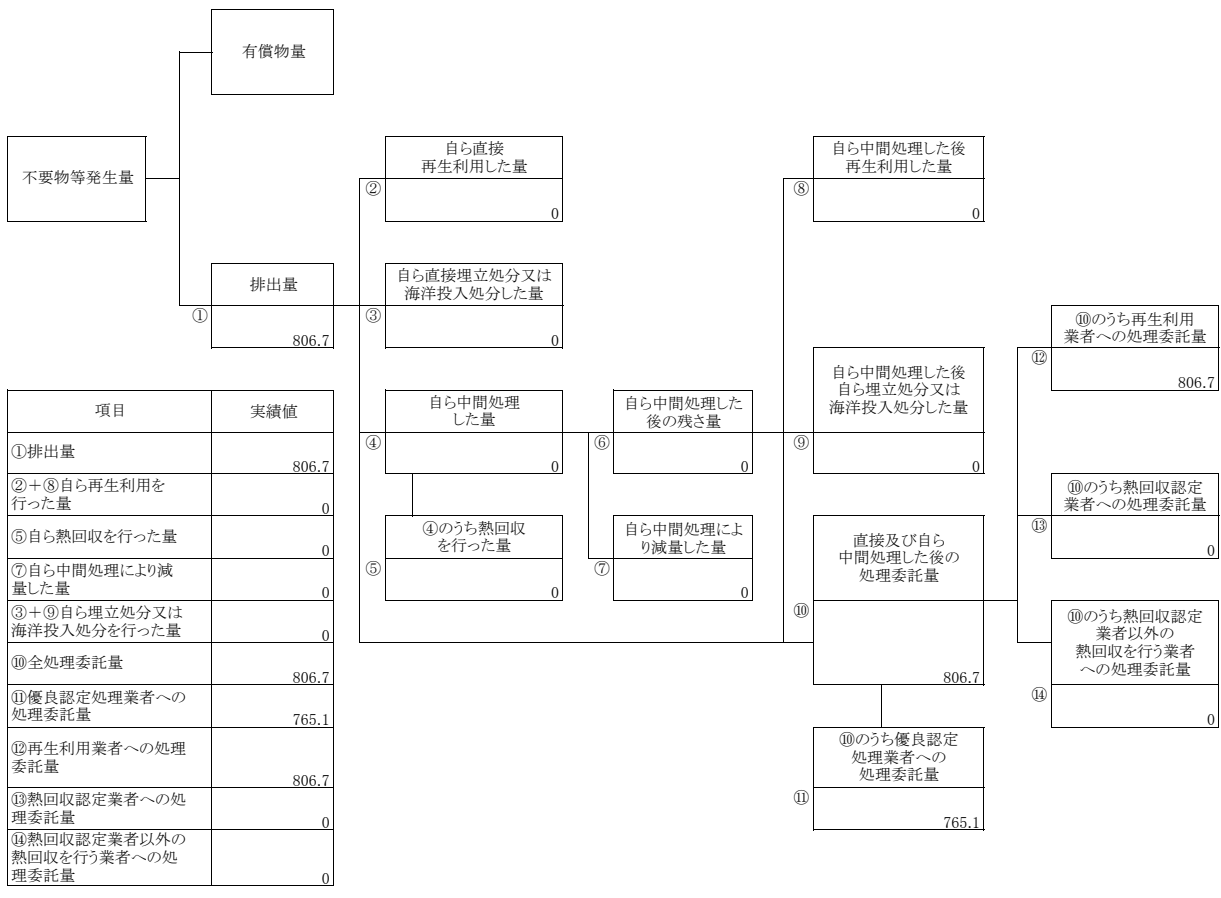 有償物量
不要物等発生量
排出量
①
806.7
自ら直接
再生利用した量
②
0
自ら直接埋立処分又は
海洋投入処分した量
③
0
自ら中間処理
した量
④
0
④のうち熱回収
を行った量
⑤
0
自ら中間処理した
後の残さ量
⑥
0
自ら中間処理によ
り減量した量
⑦
0
自ら中間処理した後
再生利用した量
⑧
0
自ら中間処理した後
自ら埋立処分又は
海洋投入処分した量
⑨
0
直接及び自ら
中間処理した後の
処理委託量
⑩
806.7
⑩のうち優良認定
処理業者への
処理委託量
⑪
765.1
⑩のうち再生利用
業者への処理委託量
⑫
806.7
⑩のうち熱回収認定
業者への処理委託量
⑬
0
⑩のうち熱回収認定
業者以外の
熱回収を行う業者
への処理委託量
⑭
0
項目 実績値
①排出量
806.7
②＋⑧自ら再生利用を
行った量
0
⑤自ら熱回収を行った量
0
⑦自ら中間処理により減
量した量
0
③＋⑨自ら埋立処分又は
海洋投入処分を行った量
0
⑩全処理委託量
806.7
⑪優良認定処理業者への
処理委託量
765.1
⑫再生利用業者への処理
委託量
806.7
⑬熱回収認定業者への処
理委託量
0
⑭熱回収認定業者以外の
熱回収を行う業者への処
理委託量
0